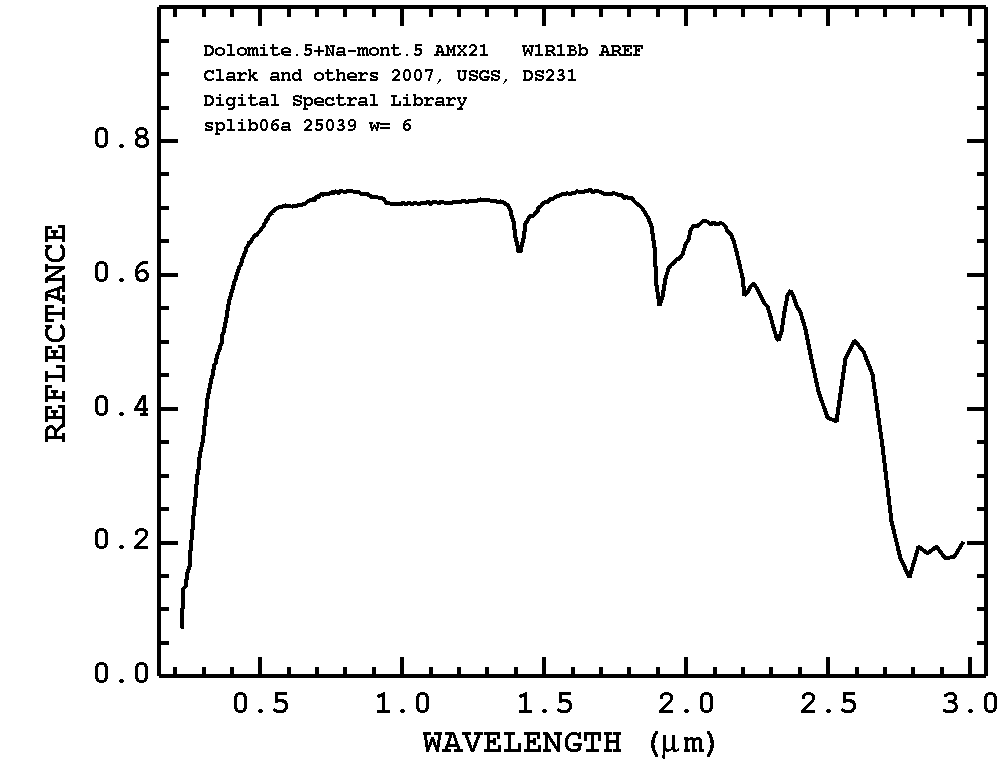 Dolomite.5+Na-mont.5 AMX21 W1R1Bb AREF
Clark and others 2007, USGS, DS231
Digital Spectral Library
splib06a 25039 w= 6
REFLECTANCE
0.8
0.6
0.4
0.2
0.0
0.5 1.0 1.5 2.0 2.5 3.0
WAVELENGTH (μm)